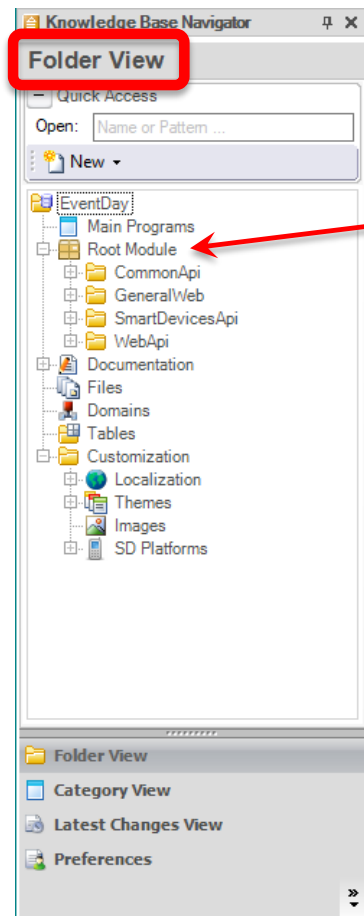 Knowledge Base Navigator
Folder View
Quick Access
Open: Name or Pattern ...
New
EventDay
Main Programs
Root Module
CommonApi
GeneralWeb
SmartDevicesApi
WebApi
Documentation
Files
Domains
Tables
Customization
Localization
Themes
Images
SD Platforms
Folder View
Category View
Latest Changes View
Preferences